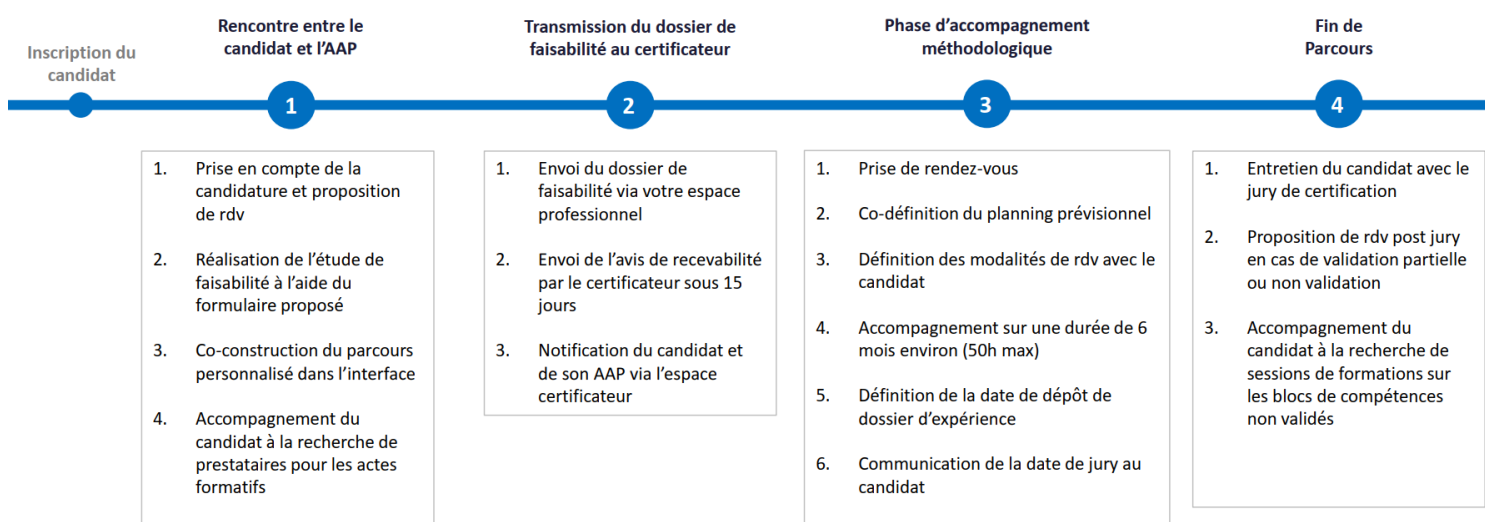 Inscription du
candidat
Rencontre entre le
candidat et l'AAP
Transmission du dossier de
faisabilité au certificateur
Phase d'accompagnement
méthodologique
Fin de
Parcours
1
2
3
4
1. Prise en compte de la
candidature et proposition
de rdv
2. Réalisation de l'étude de
faisabilité à l'aide du
formulaire proposé
3. Co-construction du parcours
personnalisé dans l'interface
4. Accompagnement du
candidat à la recherche de
prestataires pour les actes
formatifs
1. Envoi du dossier de
faisabilité via votre espace
professionnel
2. Envoi de l'avis de recevabilité
par le certificateur sous 15
jours
3. Notification du candidat et
de son AAP via l'espace
certificateur
1. Prise de rendez-vous
2. Co-définition du planning prévisionnel
3. Définition des modalités de rdv avec le
candidat
4. Accompagnement sur une durée de 6
mois environ (50h max)
5. Définition de la date de dépôt de
dossier d'expérience
6. Communication de la date de jury au
candidat
1. Entretien du candidat avec le
jury de certification
2. Proposition de rdv post jury
en cas de validation partielle
ou non validation
3. Accompagnement du
candidat à la recherche de
sessions de formations sur
les blocs de compétences
non validés